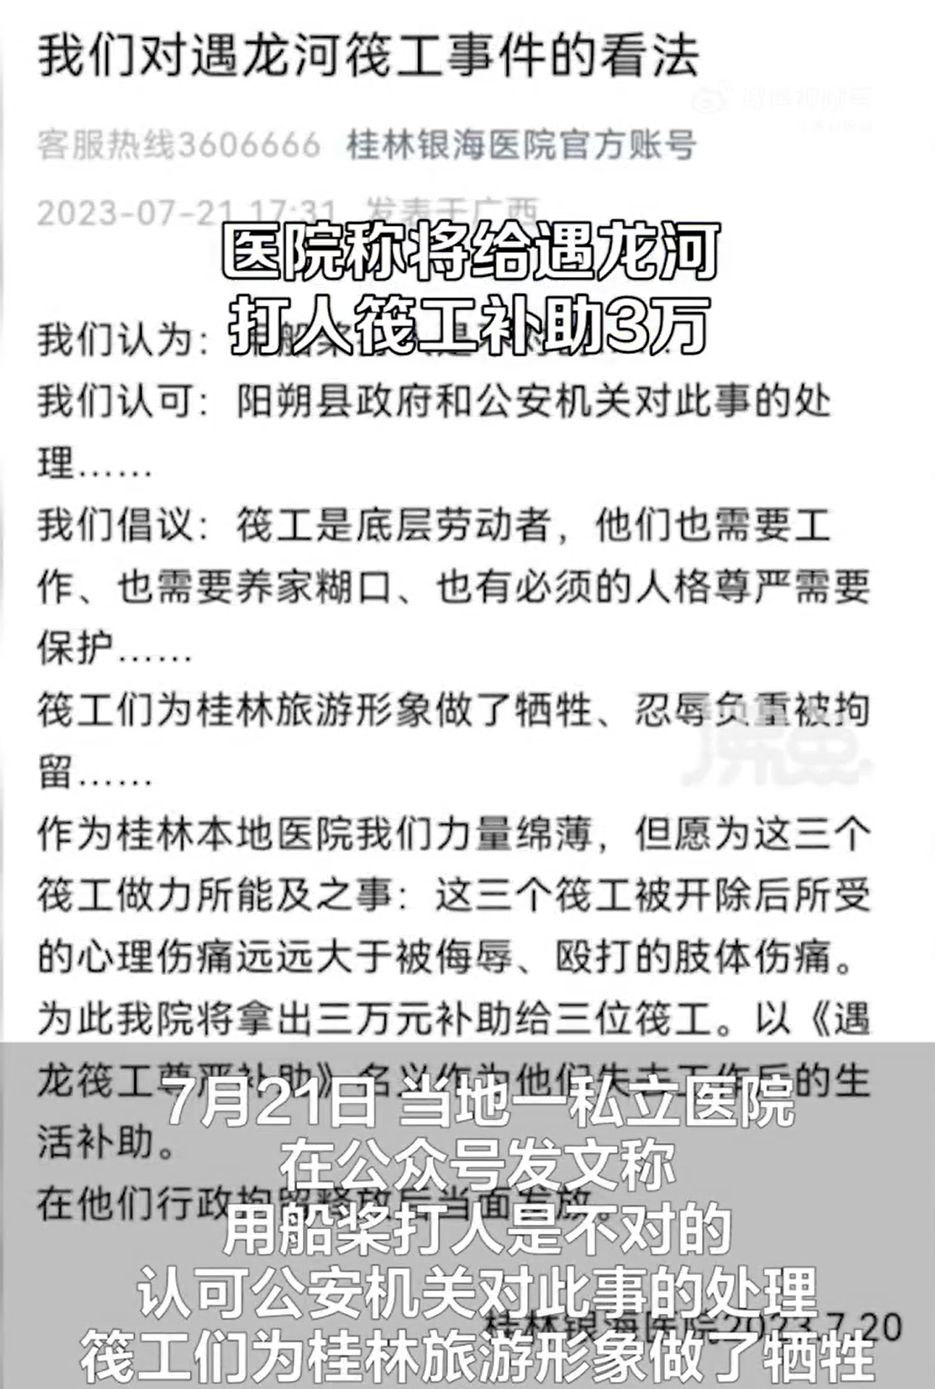 我们对遇龙河筏工事件的看法
客服热线3606666 桂林银海医院官方账号
2023-07-21 17:31 发表于广西
医院称将给遇龙河
打人筏工补助3万
我们认为：用船桨打人是不对的……
我们认可：阳朔县政府和公安机关对此事的处
理……
我们倡议：筏工是底层劳动者，他们也需要工
作、也需要养家糊口、也有必须的人格尊严需要
保护……
筏工们为桂林旅游形象做了牺牲、忍辱负重被拘
留……
作为桂林本地医院我们力量绵薄，但愿为这三个
筏工做力所能及之事：这三个筏工被开除后所受
的心理伤痛远远大于被侮辱、殴打的肢体伤痛。
为此我院将拿出三万元补助给三位筏工。以《遇
龙筏工尊严补助》名义作为他们失去工作后的生
活补助。
在他们行政拘留释放后当面发放。
桂林银海医院2023.7.20
7月21日 当地一私立医院
在公众号发文称
用船桨打人是不对的
认可公安机关对此事的处理
筏工们为桂林旅游形象做了牺牲